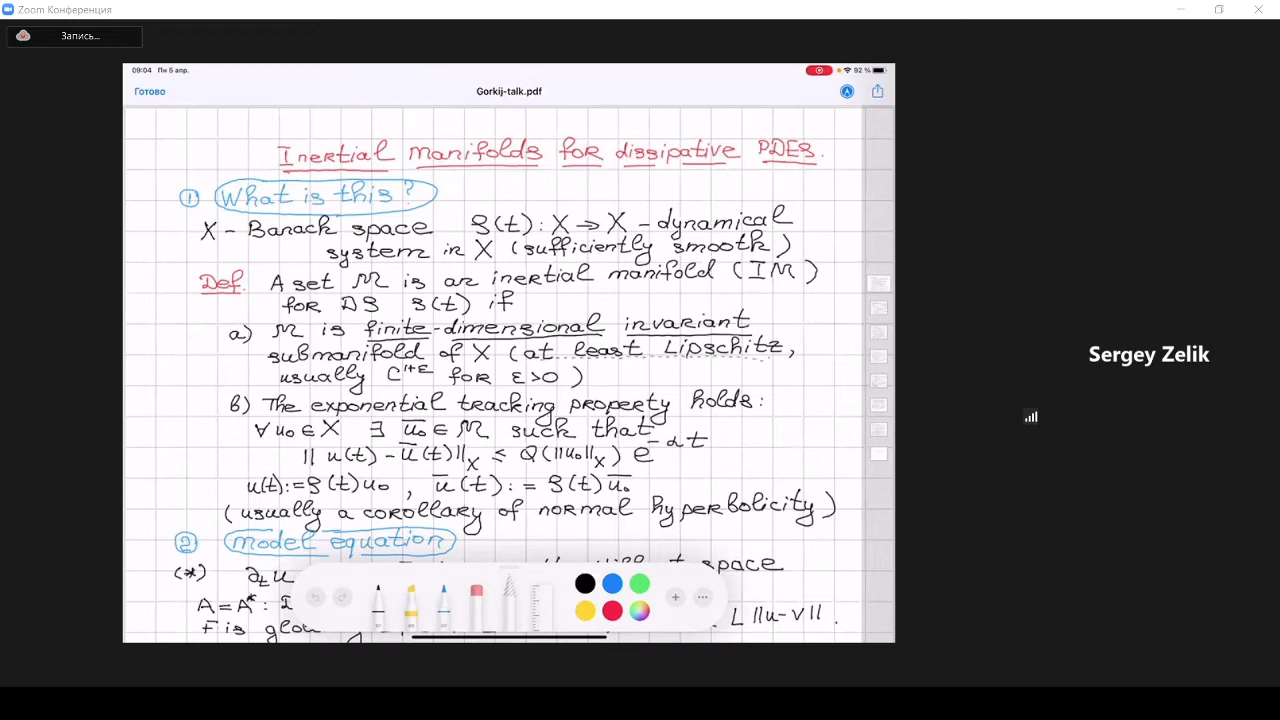 Zoom Конференция
Запись...
09:04 Пн 5 апр.
92 %
Готово
Gorkij-talk.pdf
Inertial manifolds for dissipative PDES.
① What is this?
X - Banach space S(t): X → X - dynamical
system in X (sufficiently smooth)
Def. A set M is an inertial manifold (IM)
for DS S(t) if
a) M is finite-dimensional invariant
submanifold of X (at least Lipschitz,
usually C^{1+ε} for ε>0)
b) The exponential tracking property holds:
∀ u₀ ∈ X ∃ ū₀ ∈ M such that
|| u(t) - ū(t) ||_X ≤ Q(||u₀||_X) e^{-αt}
u(t) := S(t) u₀ , ū(t) := S(t) ū₀
(usually a corollary of normal hyperbolicity)
② model equation
(*) ∂ₜu space
A = A* :
F is glo L ||u-v|| .
Sergey Zelik